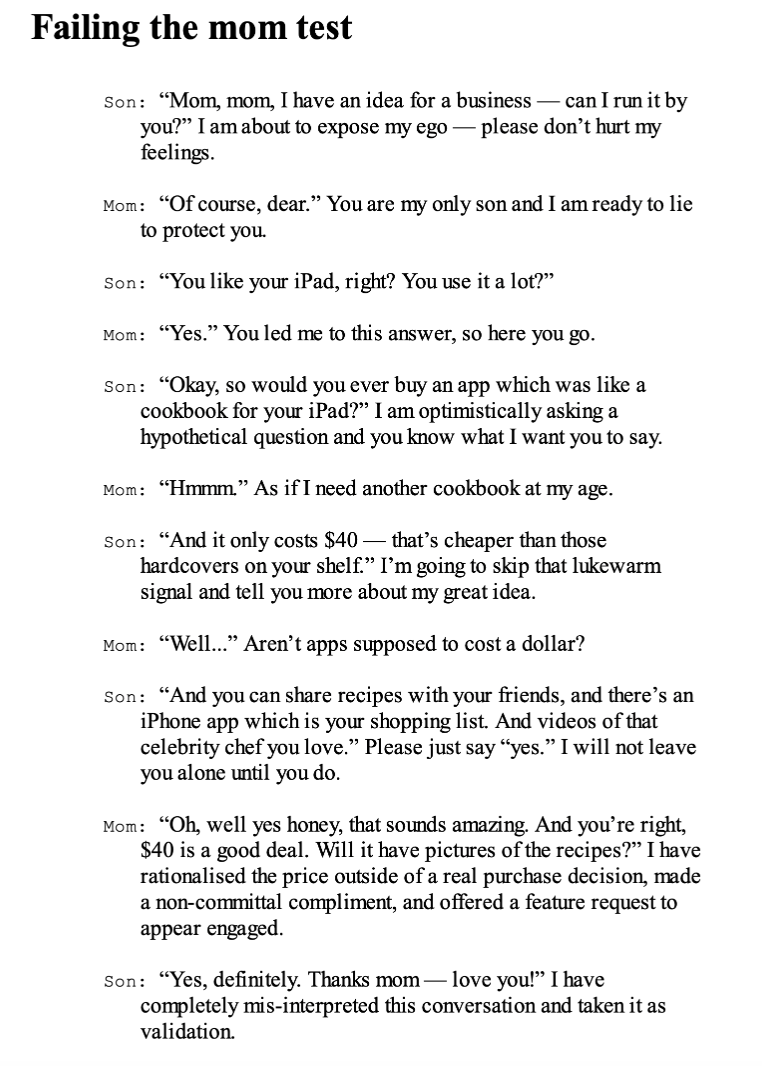 Failing the mom test
Son: “Mom, mom, I have an idea for a business — can I run it by
you?” I am about to expose my ego — please don’t hurt my
feelings.
Mom: “Of course, dear.” You are my only son and I am ready to lie
to protect you.
Son: “You like your iPad, right? You use it a lot?”
Mom: “Yes.” You led me to this answer, so here you go.
Son: “Okay, so would you ever buy an app which was like a
cookbook for your iPad?” I am optimistically asking a
hypothetical question and you know what I want you to say.
Mom: “Hmmm.” As if I need another cookbook at my age.
Son: “And it only costs $40 — that’s cheaper than those
hardcovers on your shelf.” I’m going to skip that lukewarm
signal and tell you more about my great idea.
Mom: “Well...” Aren’t apps supposed to cost a dollar?
Son: “And you can share recipes with your friends, and there’s an
iPhone app which is your shopping list. And videos of that
celebrity chef you love.” Please just say “yes.” I will not leave
you alone until you do.
Mom: “Oh, well yes honey, that sounds amazing. And you’re right,
$40 is a good deal. Will it have pictures of the recipes?” I have
rationalised the price outside of a real purchase decision, made
a non-committal compliment, and offered a feature request to
appear engaged.
Son: “Yes, definitely. Thanks mom — love you!” I have
completely mis-interpreted this conversation and taken it as
validation.